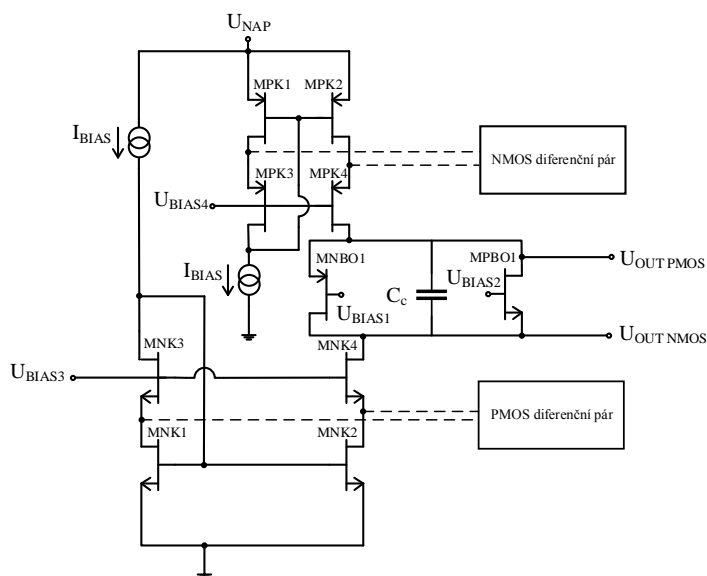 U_NAP
MPK1
MPK2
I_BIAS
NMOS diferenční pár
MPK3
MPK4
U_BIAS4
MNBO1
MPBO1
U_OUT PMOS
I_BIAS
U_BIAS2
C_c
U_BIAS1
U_OUT NMOS
MNK3
MNK4
U_BIAS3
PMOS diferenční pár
MNK1
MNK2